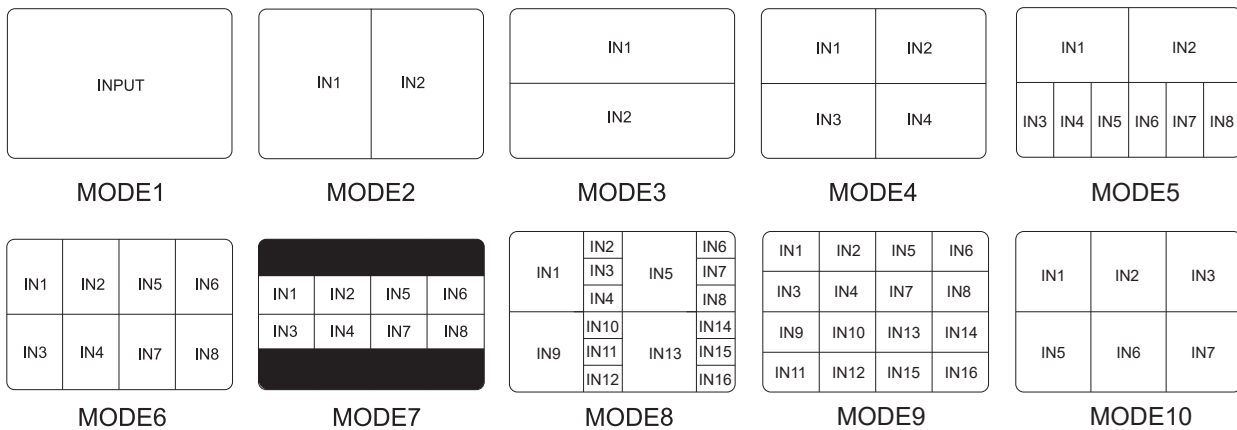 INPUT
MODE1
IN1 IN2
MODE2
IN1
IN2
MODE3
IN1 IN2
IN3 IN4
MODE4
IN1 IN2
IN3 IN4 IN5 IN6 IN7 IN8
MODE5
IN1 IN2 IN5 IN6
IN3 IN4 IN7 IN8
MODE6
IN1 IN2 IN5 IN6
IN3 IN4 IN7 IN8
MODE7
IN2 IN6
IN1 IN3 IN5 IN7
IN4 IN8
IN10 IN14
IN9 IN11 IN13 IN15
IN12 IN16
MODE8
IN1 IN2 IN5 IN6
IN3 IN4 IN7 IN8
IN9 IN10 IN13 IN14
IN11 IN12 IN15 IN16
MODE9
IN1 IN2 IN3
IN5 IN6 IN7
MODE10